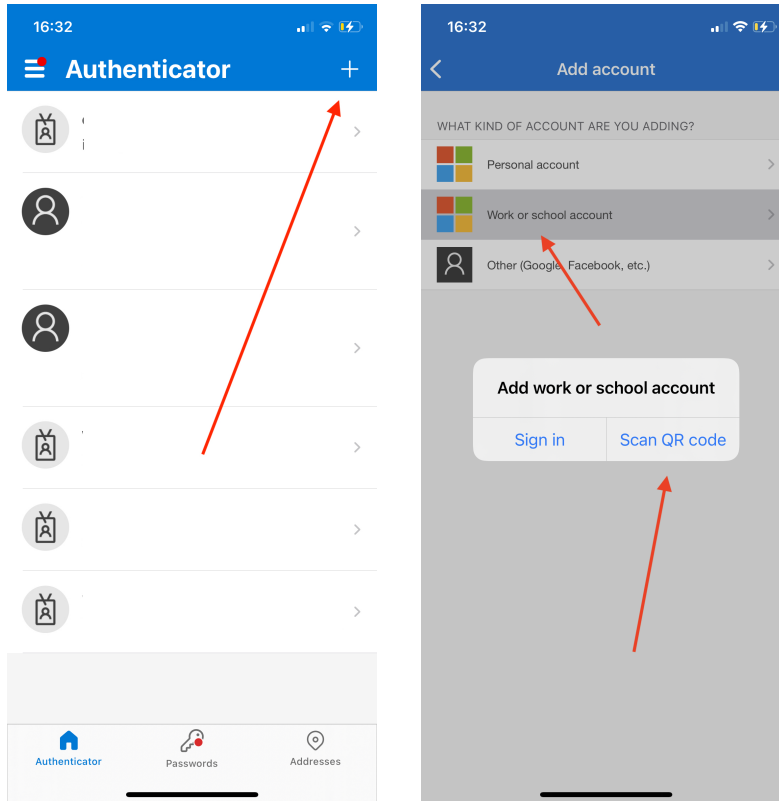 16:32
Authenticator
Authenticator
Passwords
Addresses
16:32
Add account
WHAT KIND OF ACCOUNT ARE YOU ADDING?
Personal account
Work or school account
Other (Google, Facebook, etc.)
Add work or school account
Sign in
Scan QR code